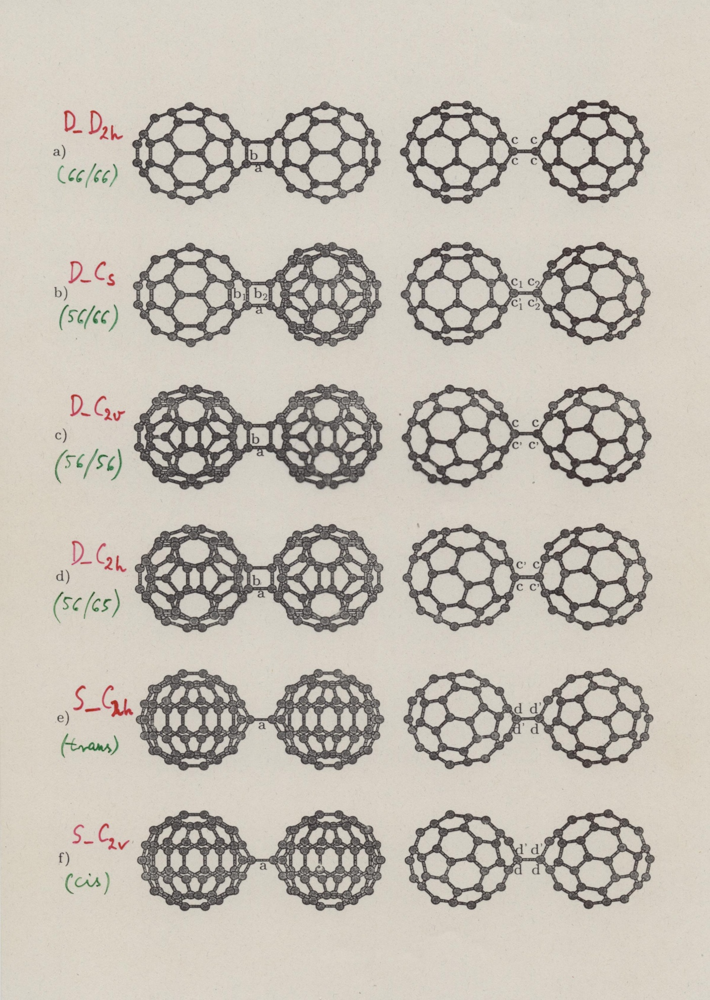 D_D2h
a)
(66/66)
b
a
c c
c c
D_Cs
b)
(56/66)
b1 b2
a
c1 c2
c'1 c'2
D_C2v
c)
(56/56)
b
a
c c
c' c'
D_C2h
d)
(56/65)
b
a
c' c
c c'
S_C2h
e)
(trans)
a
d d'
d' d
S_C2v
f)
(cis)
a
d' d'
d d